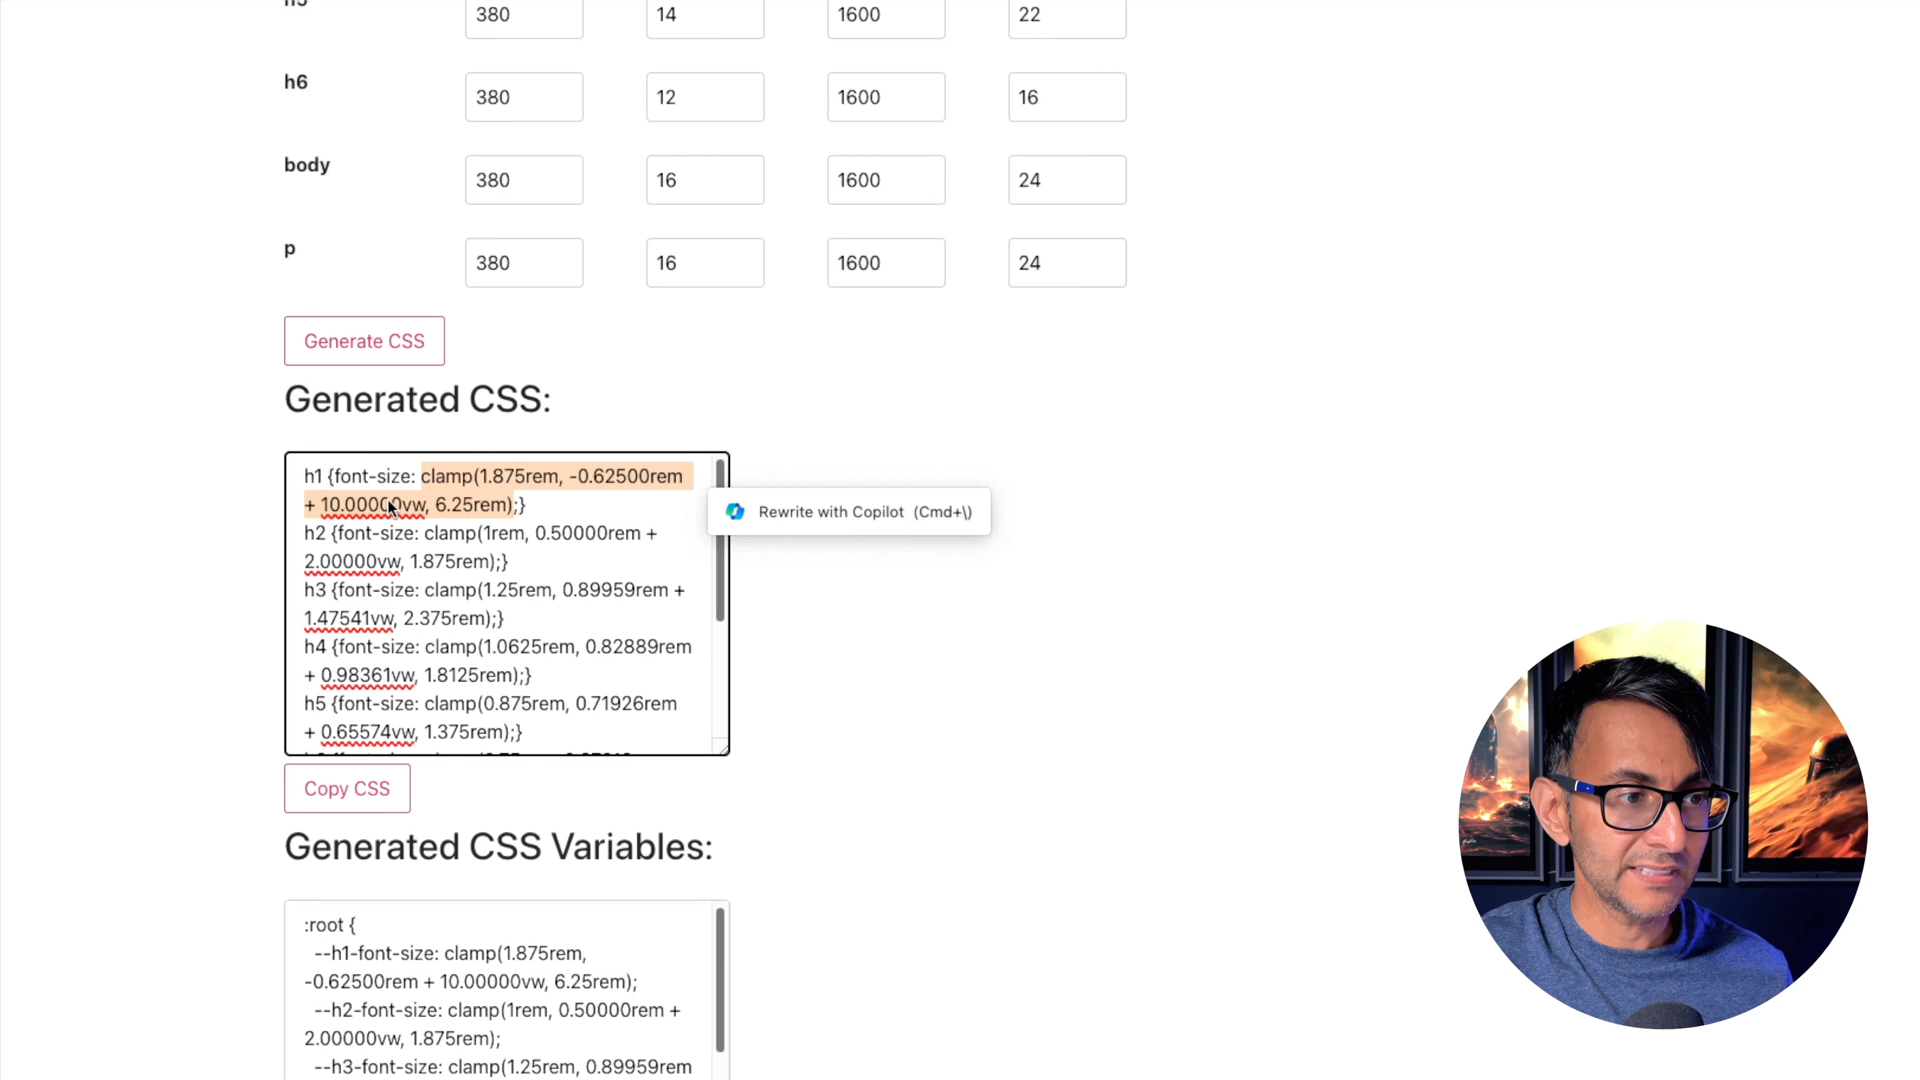 380 14 1600 22
h6 380 12 1600 16
body 380 16 1600 24
p 380 16 1600 24
Generate CSS
Generated CSS:
h1 {font-size: clamp(1.875rem, -0.62500rem
+ 10.00000vw, 6.25rem);}
h2 {font-size: clamp(1rem, 0.50000rem +
2.00000vw, 1.875rem);}
h3 {font-size: clamp(1.25rem, 0.89959rem +
1.47541vw, 2.375rem);}
h4 {font-size: clamp(1.0625rem, 0.82889rem
+ 0.98361vw, 1.8125rem);}
h5 {font-size: clamp(0.875rem, 0.71926rem
+ 0.65574vw, 1.375rem);}
Rewrite with Copilot (Cmd+\)
Copy CSS
Generated CSS Variables:
:root {
--h1-font-size: clamp(1.875rem,
-0.62500rem + 10.00000vw, 6.25rem);
--h2-font-size: clamp(1rem, 0.50000rem +
2.00000vw, 1.875rem);
--h3-font-size: clamp(1.25rem, 0.89959rem